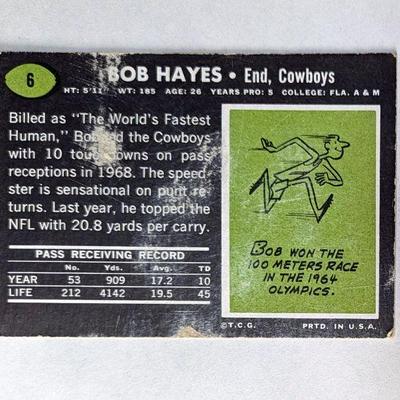 6
BOB HAYES • End, Cowboys
HT: 5'11" WT: 185 AGE: 26 YEARS PRO: 5 COLLEGE: FLA. A & M
Billed as "The World's Fastest
Human," Bob the Cowboys
with 10 touchdowns on pass
receptions in 1968. The speed-
ster is sensational on punt re-
turns. Last year, he topped the
NFL with 20.8 yards per carry.
PASS RECEIVING RECORD
No. Yds. Avg. TD
YEAR 53 909 17.2 10
LIFE 212 4142 19.5 45
BOB WON THE
100 METERS RACE
IN THE 1964
OLYMPICS.
©T.C.G. PRTD. IN U.S.A.